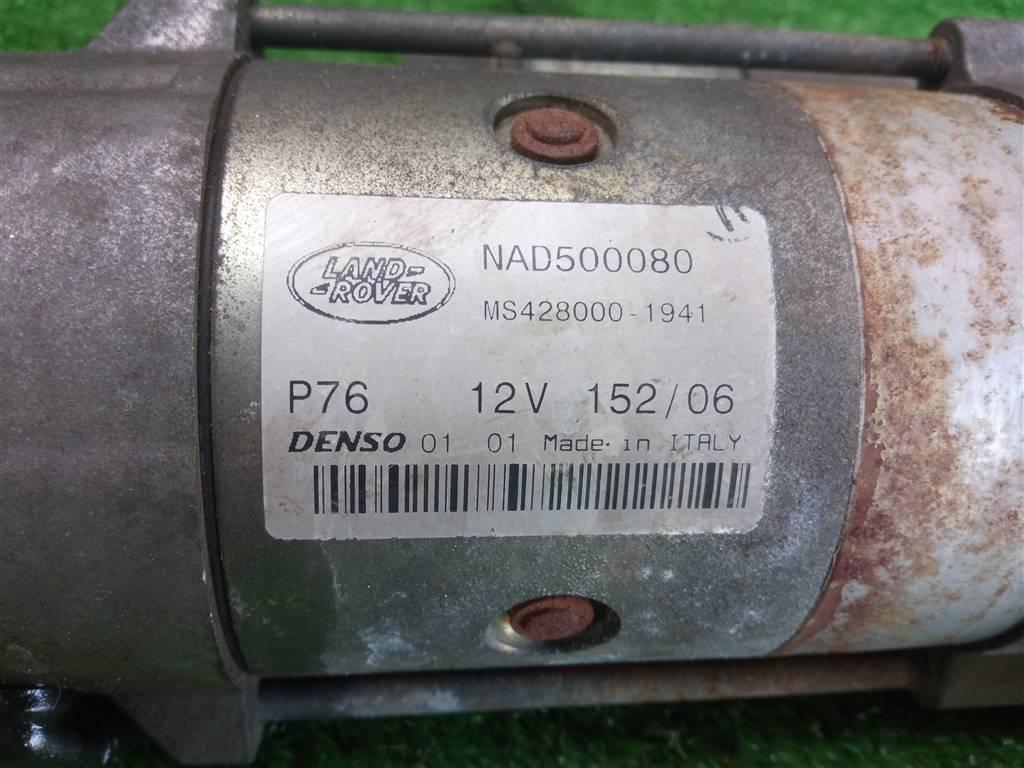 LAND-
-ROVER
NAD500080
MS428000-1941
P76 12V 152/06
DENSO 01 01 Made in ITALY